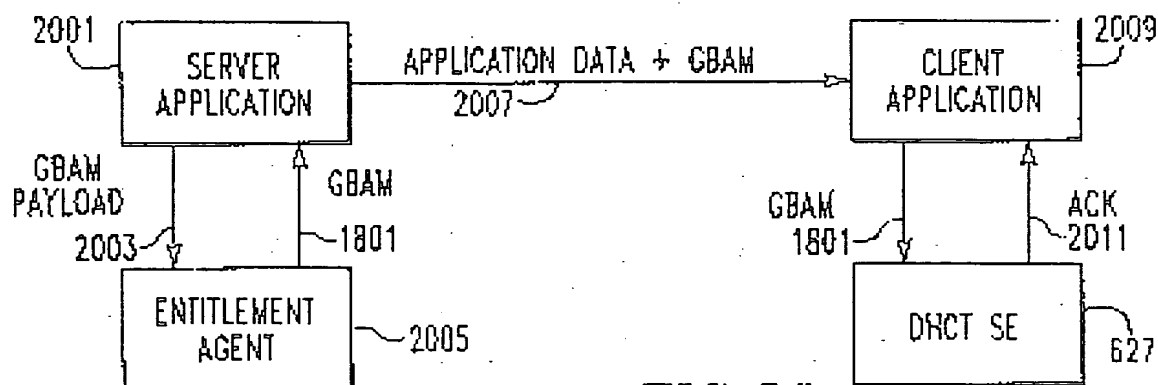 2001
SERVER
APPLICATION
APPLICATION DATA + GBAM
2007
CLIENT
APPLICATION
2009
GBAM
PAYLOAD
2003
GBAM
1801
GBAM
1801
ACK
2011
ENTITLEMENT
AGENT
2005
DHCT SE
627